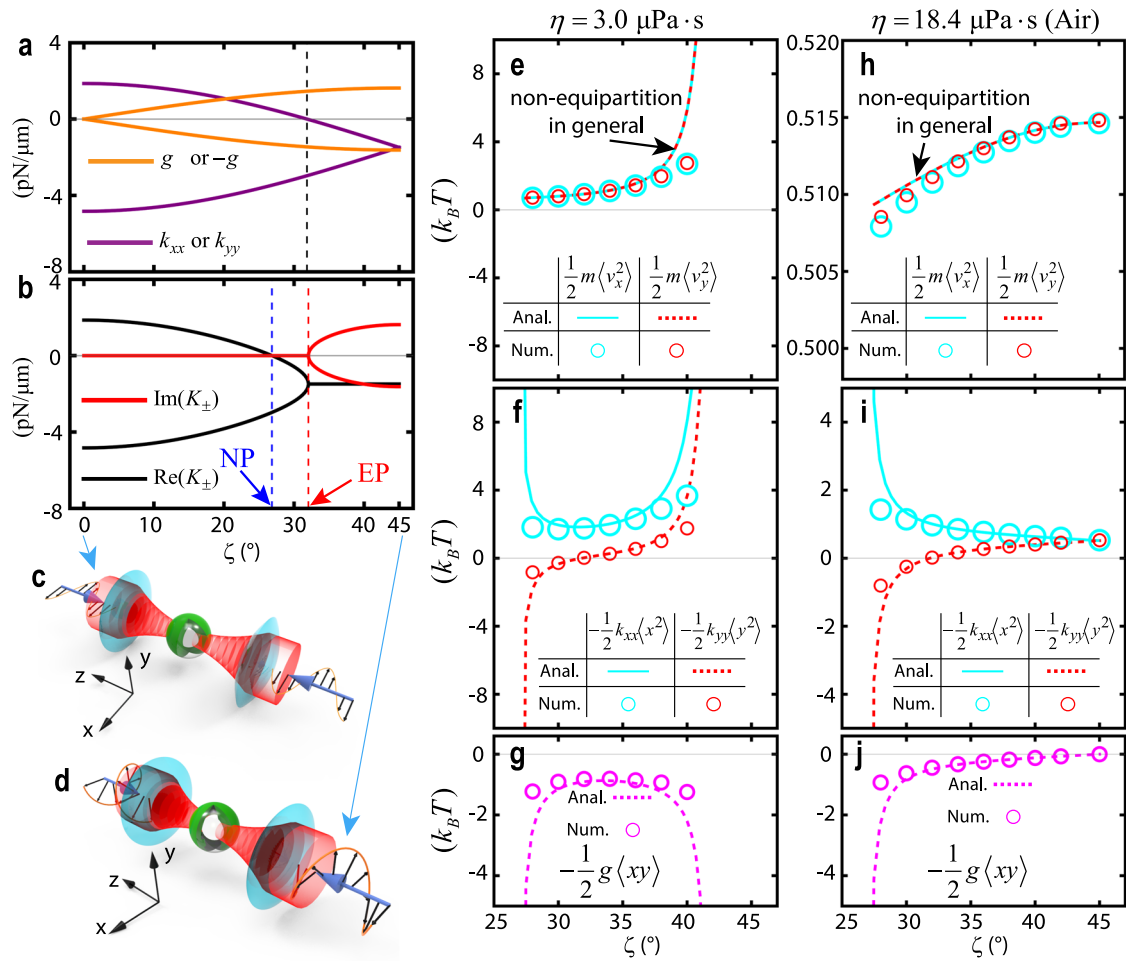 η = 3.0 μPa·s
η = 18.4 μPa·s (Air)
a
4
0
-4
-8
(pN/μm)
g or −g
k_xx or k_yy
b
4
0
-4
-8
(pN/μm)
Im(K±)
Re(K±)
NP
EP
0 10 20 30 40 45
ζ (°)
c
y
z
x
d
y
z
x
e
8
4
0
-4
-8
(k_BT)
non-equipartition
in general
1/2 m⟨v_x^2⟩ 1/2 m⟨v_y^2⟩
Anal.
Num.
f
8
4
0
-4
-8
(k_BT)
−1/2 k_xx⟨x^2⟩ −1/2 k_yy⟨y^2⟩
Anal.
Num.
g
0
-2
-4
(k_BT)
Anal.
Num.
−1/2 g⟨xy⟩
25 30 35 40 45
ζ (°)
h
0.520
0.515
0.510
0.505
0.500
non-equipartition
in general
1/2 m⟨v_x^2⟩ 1/2 m⟨v_y^2⟩
Anal.
Num.
i
4
2
0
-2
-4
−1/2 k_xx⟨x^2⟩ −1/2 k_yy⟨y^2⟩
Anal.
Num.
j
0
-2
-4
Anal.
Num.
−1/2 g⟨xy⟩
25 30 35 40 45
ζ (°)